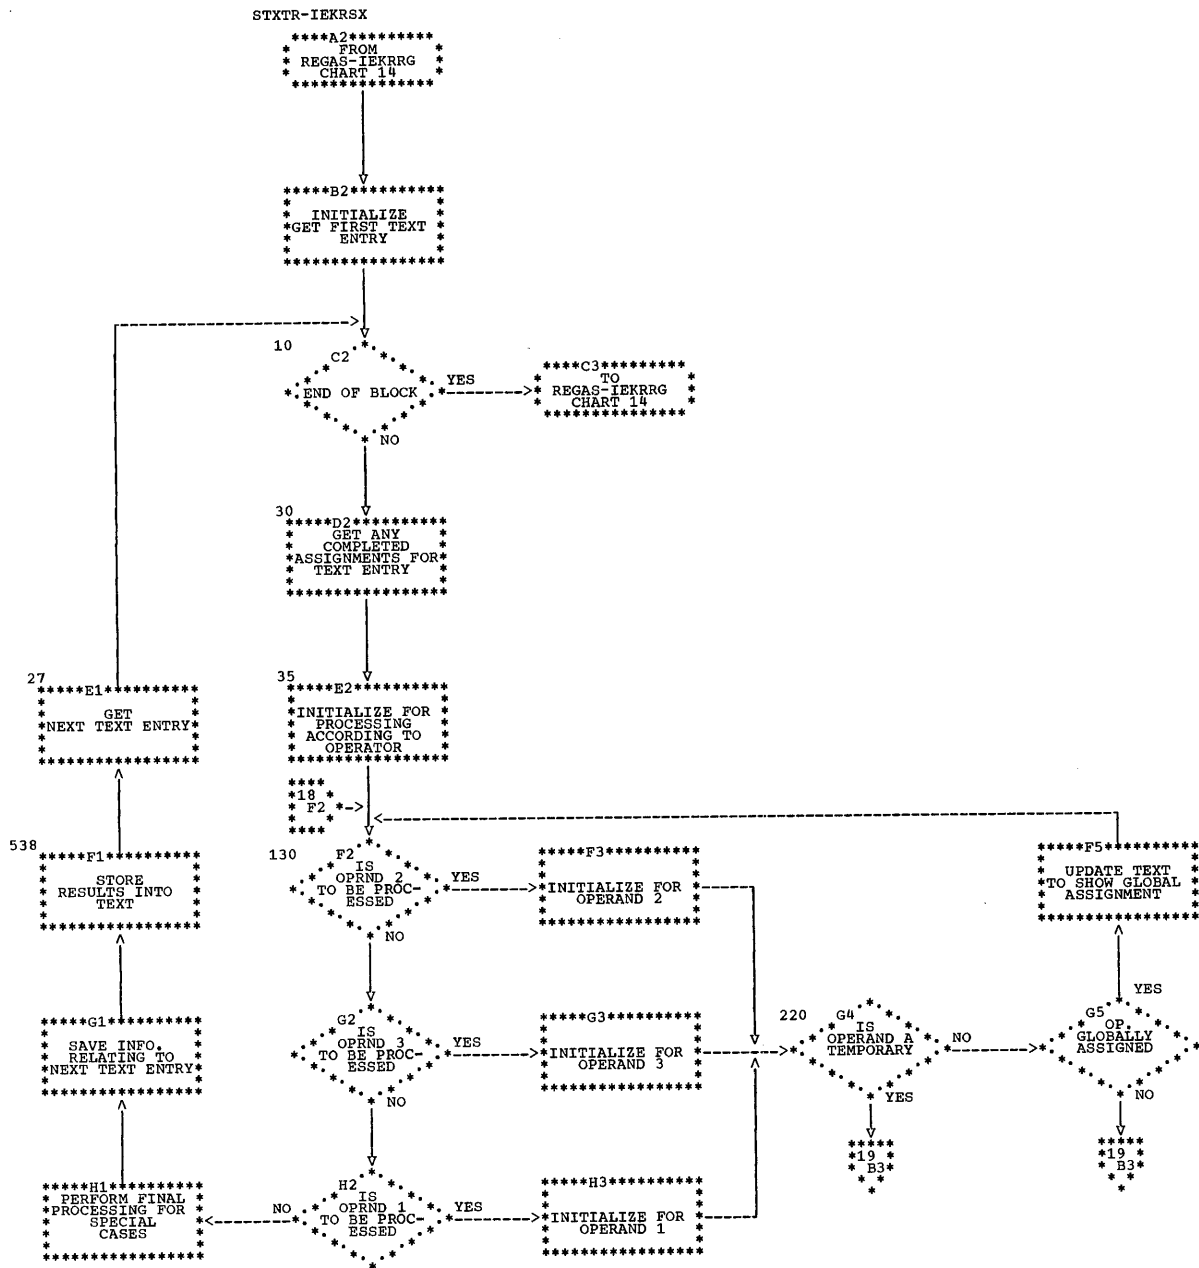 STXTR-IEKRSX
A2
FROM
REGAS-IEKRRG
CHART 14
B2
INITIALIZE
GET FIRST TEXT
ENTRY
10
C2
END OF BLOCK
YES
NO
C3
TO
REGAS-IEKRRG
CHART 14
30
D2
GET ANY
COMPLETED
ASSIGNMENTS FOR
TEXT ENTRY
27
E1
GET
NEXT TEXT ENTRY
35
E2
INITIALIZE FOR
PROCESSING
ACCORDING TO
OPERATOR
18
F2
538
F1
STORE
RESULTS INTO
TEXT
130
F2
IS
OPRND 2
TO BE PROC-
ESSED
YES
NO
F3
INITIALIZE FOR
OPERAND 2
F5
UPDATE TEXT
TO SHOW GLOBAL
ASSIGNMENT
G1
SAVE INFO.
RELATING TO
NEXT TEXT ENTRY
G2
IS
OPRND 3
TO BE PROC-
ESSED
YES
NO
G3
INITIALIZE FOR
OPERAND 3
220
G4
IS
OPERAND A
TEMPORARY
NO
YES
19
B3
G5
OP.
GLOBALLY
ASSIGNED
YES
NO
19
B3
H1
PERFORM FINAL
PROCESSING FOR
SPECIAL
CASES
H2
IS
OPRND 1
TO BE PROC-
ESSED
NO
YES
H3
INITIALIZE FOR
OPERAND 1